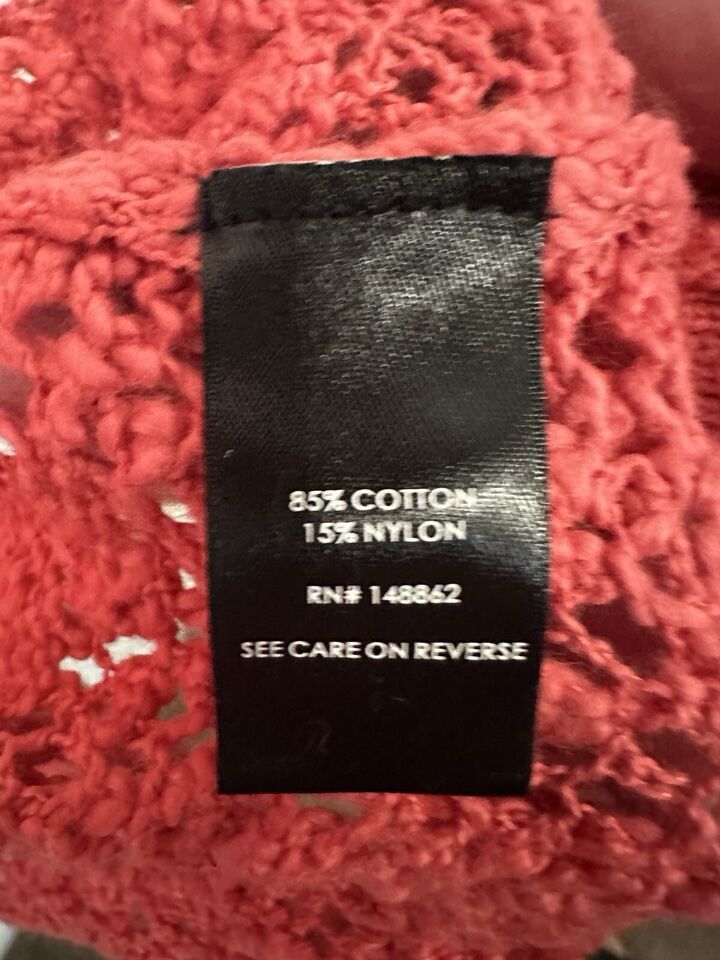 85% COTTON
15% NYLON
RN# 148862
SEE CARE ON REVERSE